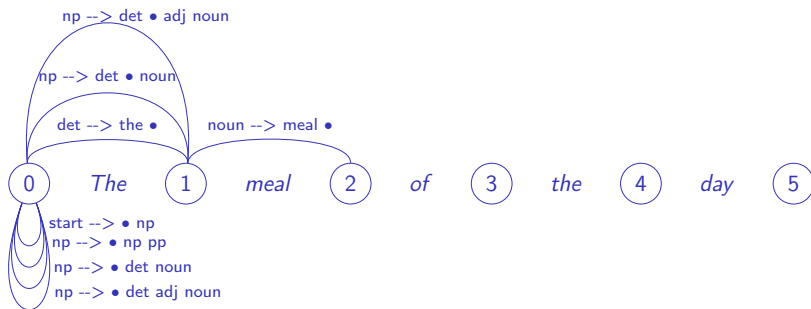 np --> det • adj noun
np --> det • noun
det --> the • noun --> meal •
0 The 1 meal 2 of 3 the 4 day 5
start --> • np
np --> • np pp
np --> • det noun
np --> • det adj noun